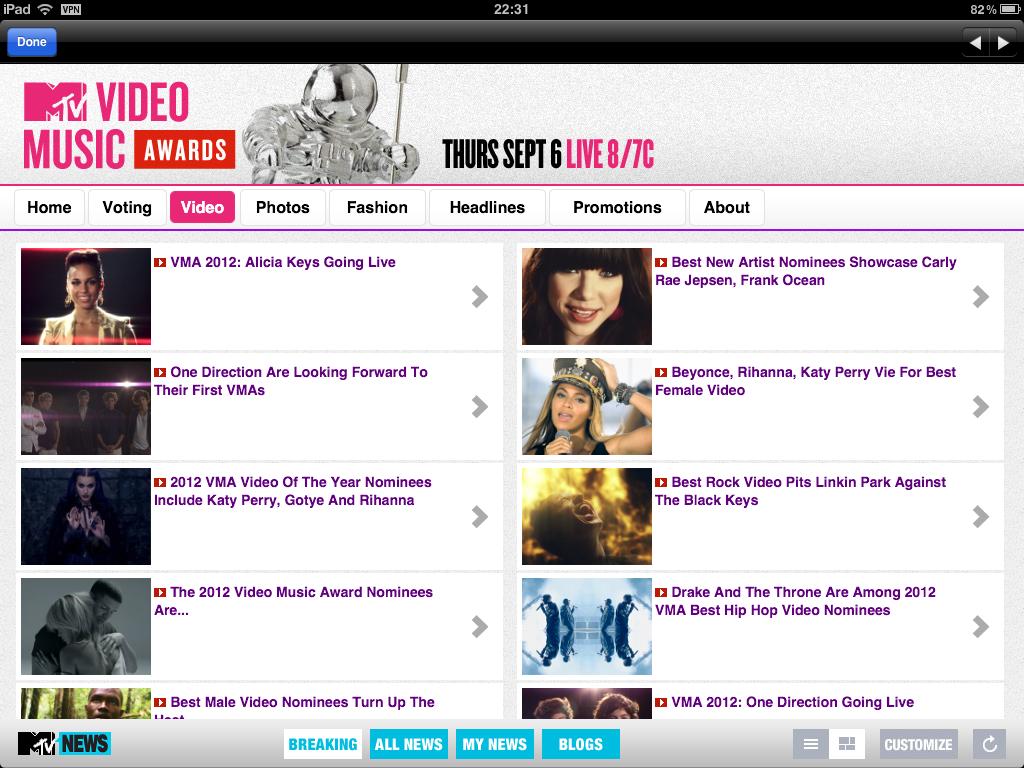 iPad VPN 22:31 82%
Done
MTV VIDEO
MUSIC AWARDS
THURS SEPT 6 LIVE 8/7C
Home Voting Video Photos Fashion Headlines Promotions About
VMA 2012: Alicia Keys Going Live
Best New Artist Nominees Showcase Carly
Rae Jepsen, Frank Ocean
One Direction Are Looking Forward To
Their First VMAs
Beyonce, Rihanna, Katy Perry Vie For Best
Female Video
2012 VMA Video Of The Year Nominees
Include Katy Perry, Gotye And Rihanna
Best Rock Video Pits Linkin Park Against
The Black Keys
The 2012 Video Music Award Nominees
Are...
Drake And The Throne Are Among 2012
VMA Best Hip Hop Video Nominees
Best Male Video Nominees Turn Up The
VMA 2012: One Direction Going Live
MTV NEWS BREAKING ALL NEWS MY NEWS BLOGS CUSTOMIZE